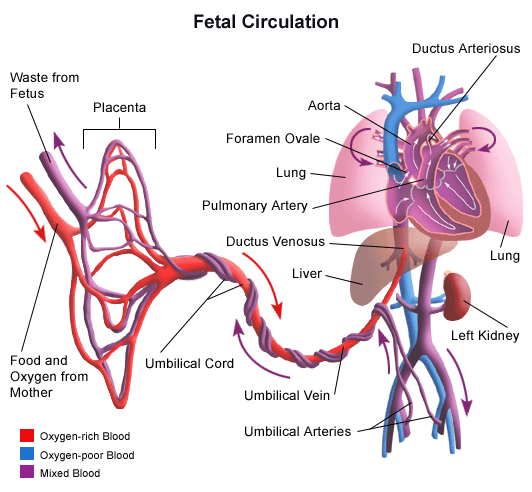 Fetal Circulation
Ductus Arteriosus
Waste from
Fetus
Placenta
Aorta
Foramen Ovale
Lung
Pulmonary Artery
Ductus Venosus
Lung
Liver
Left Kidney
Food and
Oxygen from
Mother
Umbilical Cord
Umbilical Vein
Umbilical Arteries
Oxygen-rich Blood
Oxygen-poor Blood
Mixed Blood